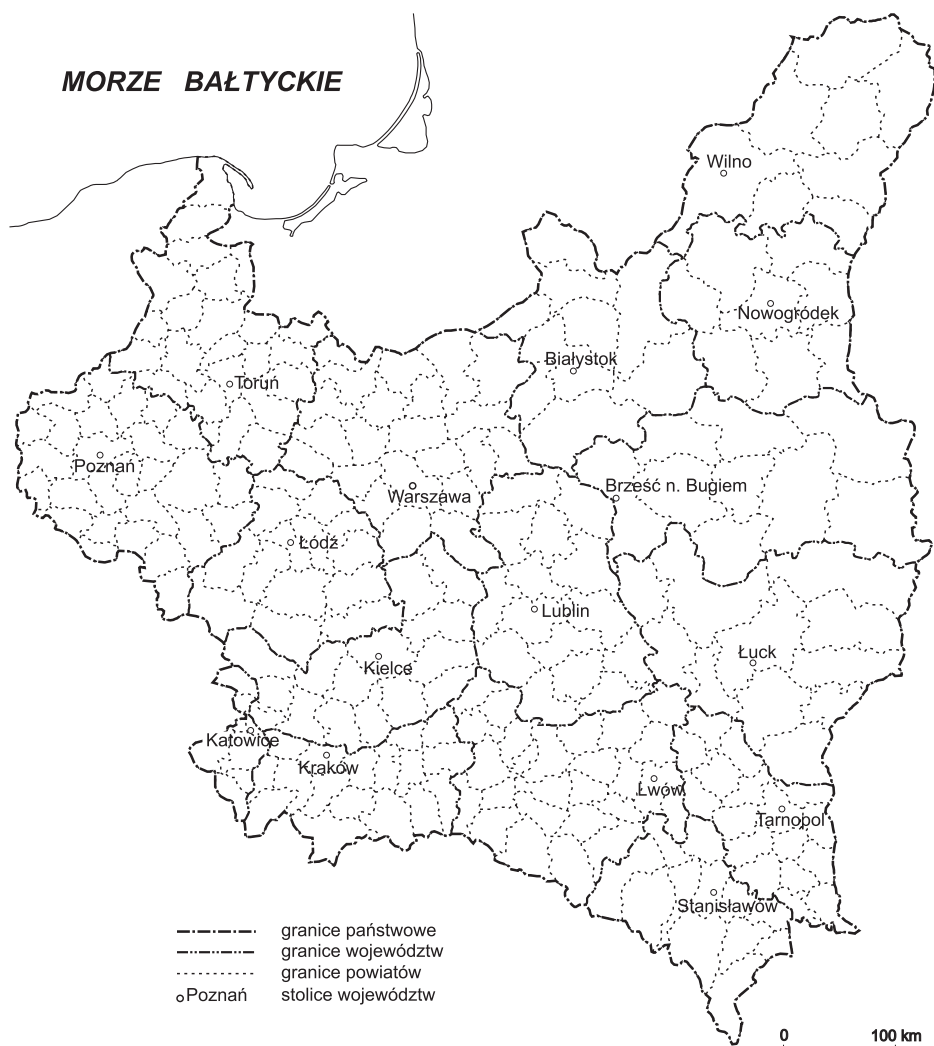 MORZE BAŁTYCKIE
Wilno
Nowogródek
Białystok
Toruń
Poznań
Warszawa
Brześć n. Bugiem
Łódź
Lublin
Łuck
Kielce
Katowice
Kraków
Lwów
Tarnopol
Stanisławów
granice państwowe
granice województw
granice powiatów
Poznań stolice województw
0 100 km